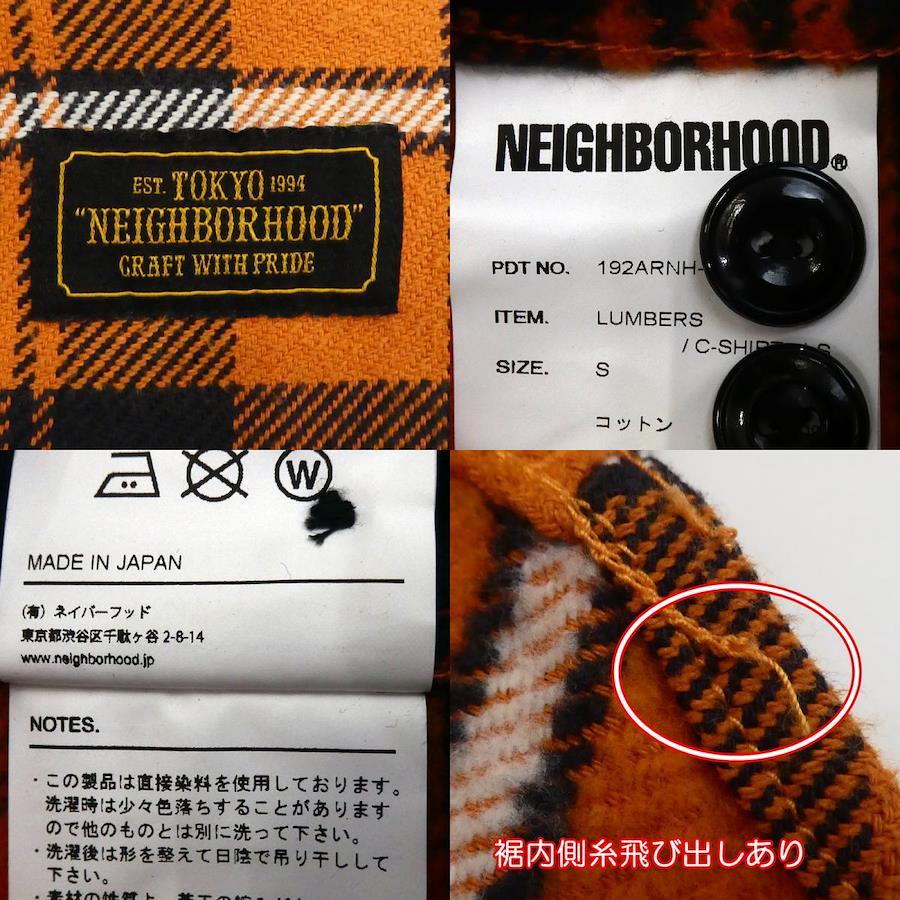 EST. TOKYO 1994
"NEIGHBORHOOD"
CRAFT WITH PRIDE
NEIGHBORHOOD®
PDT NO. 192ARNH-
ITEM. LUMBERS
/ C-SHIRT
SIZE. S
コットン
W
MADE IN JAPAN
(有) ネイバーフッド
東京都渋谷区千駄ヶ谷 2-8-14
www.neighborhood.jp
NOTES.
・この製品は直接染料を使用しております。
洗濯時は少々色落ちすることがあります
ので他のものとは別に洗って下さい。
・洗濯後は形を整えて日陰で吊り干しして
下さい。
裾内側糸飛び出しあり